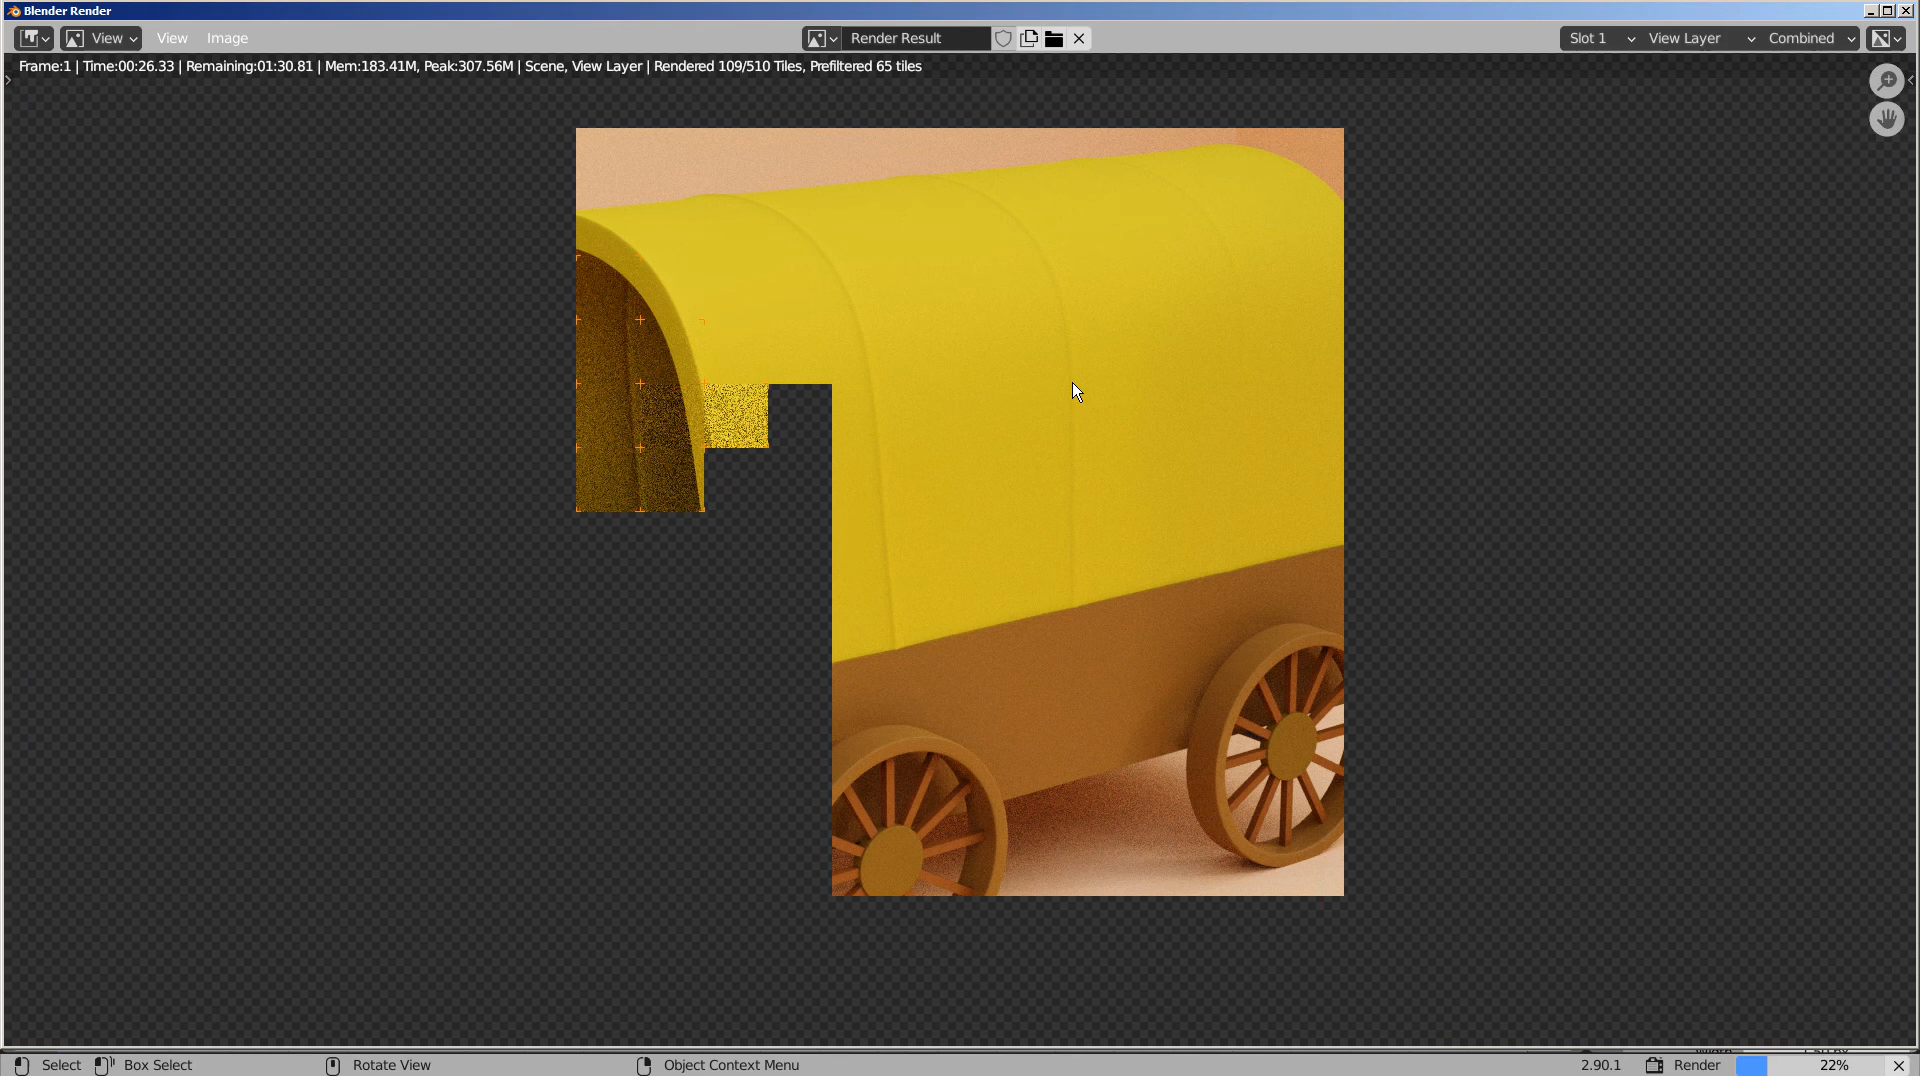 Blender Render
View View Image Render Result Slot 1 View Layer Combined
Frame:1 | Time:00:26.33 | Remaining:01:30.81 | Mem:183.41M, Peak:307.56M | Scene, View Layer | Rendered 109/510 Tiles, Prefiltered 65 tiles
Select Box Select Rotate View Object Context Menu 2.90.1 Render 22%